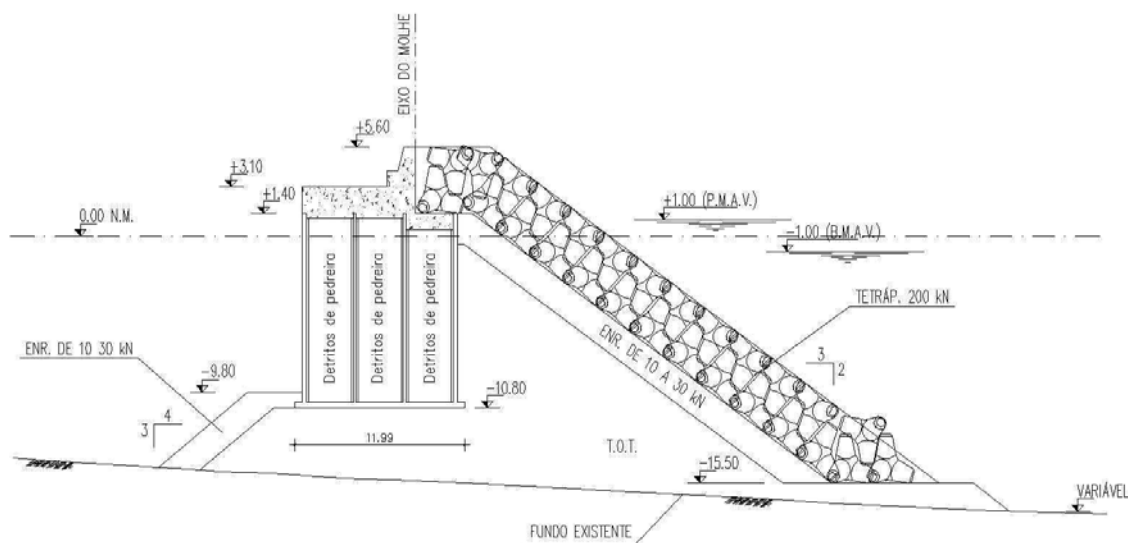 EIXO DO MOLHE
+5.60
+3.10
+1.40
0.00 N.M.
+1.00 (P.M.A.V.)
-1.00 (B.M.A.V.)
Detritos de pedreira
Detritos de pedreira
Detritos de pedreira
TETRÁP. 200 kN
ENR. DE 10 30 kN
ENR. DE 10 A 30 kN
3
2
-9.80
-10.80
4
3
11.99
T.O.T.
-15.50
VARIÁVEL
FUNDO EXISTENTE